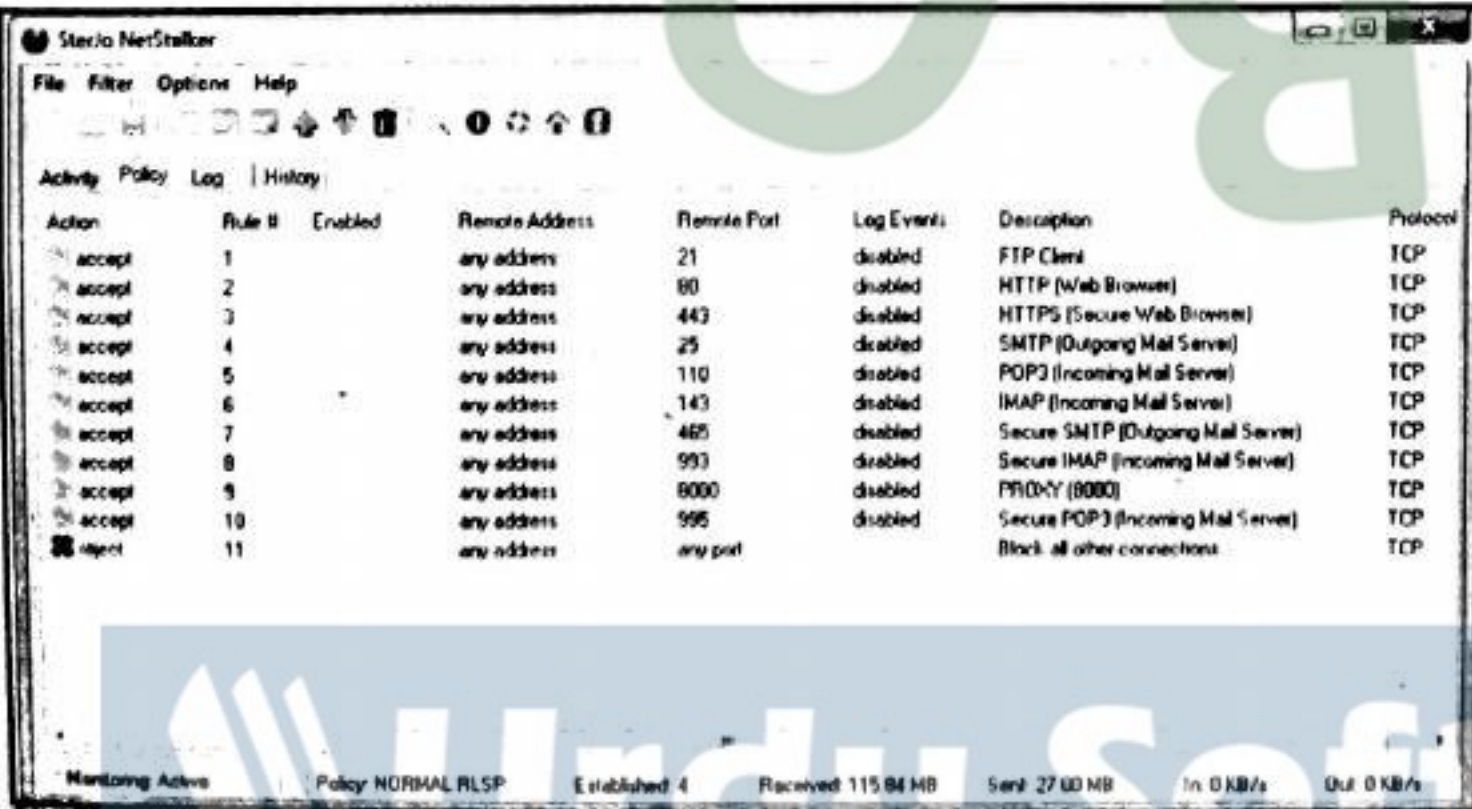 SterJo NetStalker
File Filter Options Help
Activity Policy Log History
Action Rule # Enabled Remote Address Remote Port Log Events Description Protocol
accept 1 any address 21 disabled FTP Client TCP
accept 2 any address 80 disabled HTTP (Web Browser) TCP
accept 3 any address 443 disabled HTTPS (Secure Web Browser) TCP
accept 4 any address 25 disabled SMTP (Outgoing Mail Server) TCP
accept 5 any address 110 disabled POP3 (Incoming Mail Server) TCP
accept 6 any address 143 disabled IMAP (Incoming Mail Server) TCP
accept 7 any address 465 disabled Secure SMTP (Outgoing Mail Server) TCP
accept 8 any address 993 disabled Secure IMAP (Incoming Mail Server) TCP
accept 9 any address 8080 disabled PROXY (8080) TCP
accept 10 any address 995 disabled Secure POP3 (Incoming Mail Server) TCP
11 any address any port Block all other connections TCP
Urdu Soft
Monitoring Active Policy: NORMAL.RLSP Established: 4 Received: 115.84 MB Sent: 27.60 MB In: 0 KB/s Out: 0 KB/s